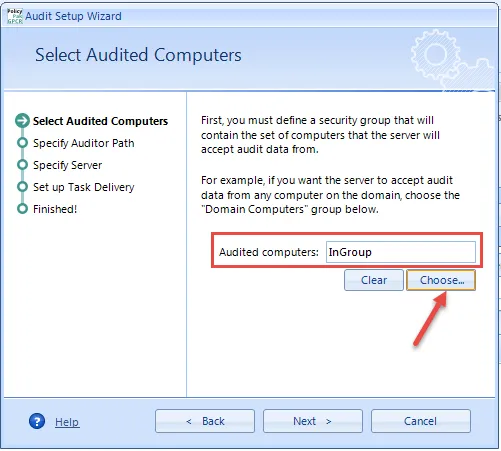 Policy
Pak
GPCR
Audit Setup Wizard
Select Audited Computers
Select Audited Computers
Specify Auditor Path
Specify Server
Set up Task Delivery
Finished!
First, you must define a security group that will
contain the set of computers that the server will
accept audit data from.
For example, if you want the server to accept audit
data from any computer on the domain, choose the
"Domain Computers" group below.
Audited computers: InGroup
Clear Choose...
? Help < Back Next > Cancel